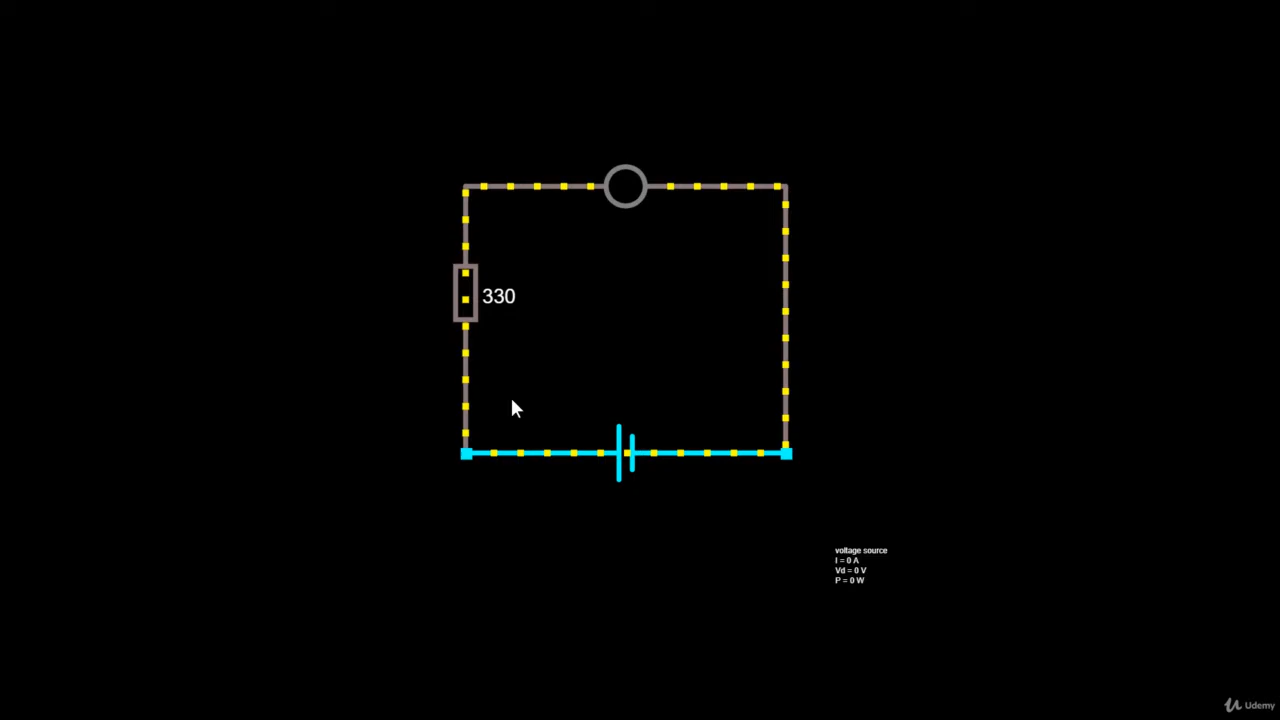 330
voltage source
I = 0 A
Vd = 0 V
P = 0 W
Udemy